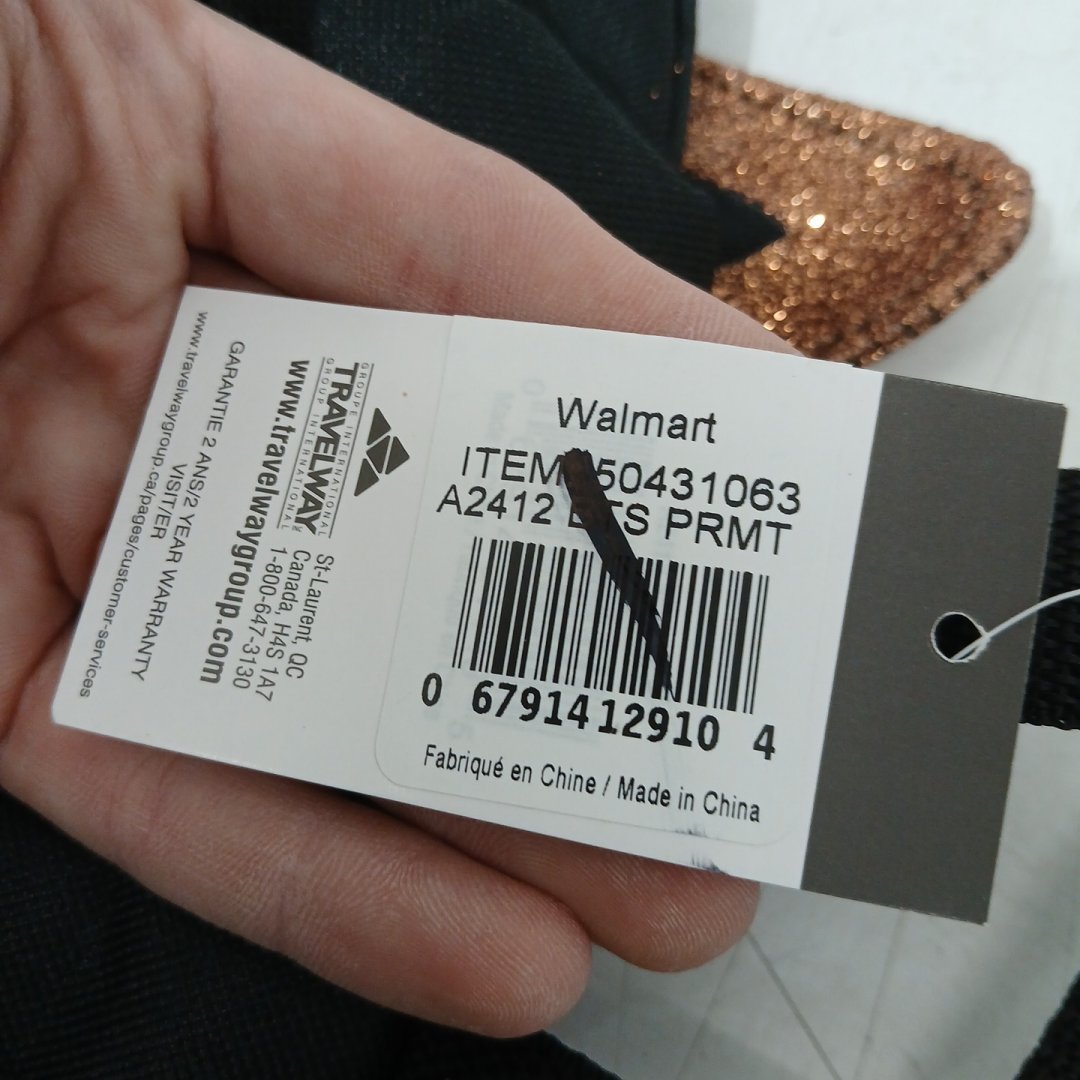 Walmart
ITEM 50431063
A2412 BTS PRMT
0 67914 12910 4
Fabriqué en Chine / Made in China
GROUPE INTERNATIONAL
TRAVELWAY
GROUP INTERNATIONAL
www.travelwaygroup.com
St-Laurent, QC
Canada, H4S 1A7
1-800-647-3130
GARANTIE 2 ANS/2 YEAR WARRANTY
VISIT/ER
www.travelwaygroup.ca/pages/customer-services